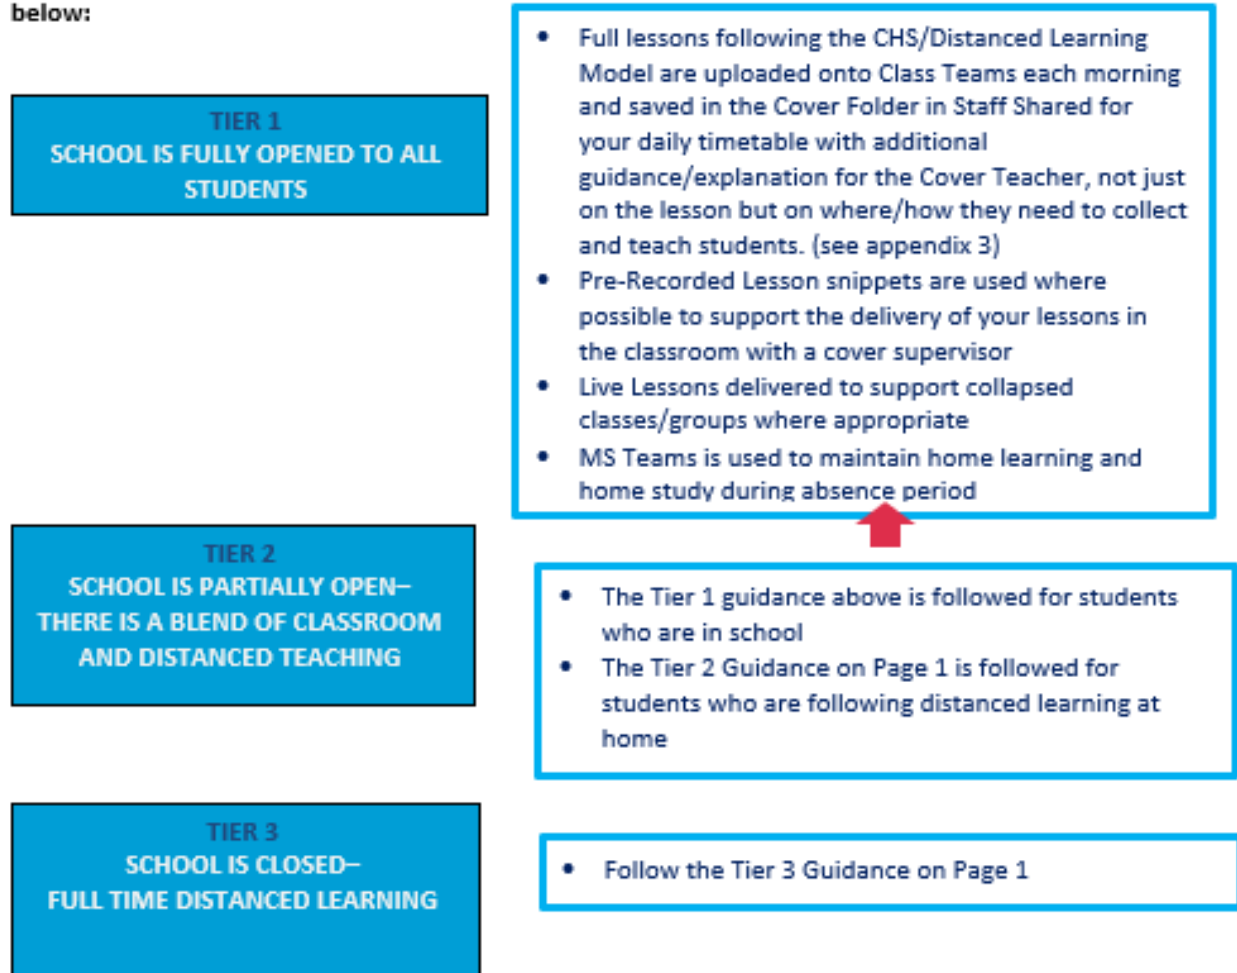 below:
TIER 1
SCHOOL IS FULLY OPENED TO ALL
STUDENTS
• Full lessons following the CHS/Distanced Learning
Model are uploaded onto Class Teams each morning
and saved in the Cover Folder in Staff Shared for
your daily timetable with additional
guidance/explanation for the Cover Teacher, not just
on the lesson but on where/how they need to collect
and teach students. (see appendix 3)
• Pre-Recorded Lesson snippets are used where
possible to support the delivery of your lessons in
the classroom with a cover supervisor
• Live Lessons delivered to support collapsed
classes/groups where appropriate
• MS Teams is used to maintain home learning and
home study during absence period
TIER 2
SCHOOL IS PARTIALLY OPEN–
THERE IS A BLEND OF CLASSROOM
AND DISTANCED TEACHING
• The Tier 1 guidance above is followed for students
who are in school
• The Tier 2 Guidance on Page 1 is followed for
students who are following distanced learning at
home
TIER 3
SCHOOL IS CLOSED–
FULL TIME DISTANCED LEARNING
• Follow the Tier 3 Guidance on Page 1